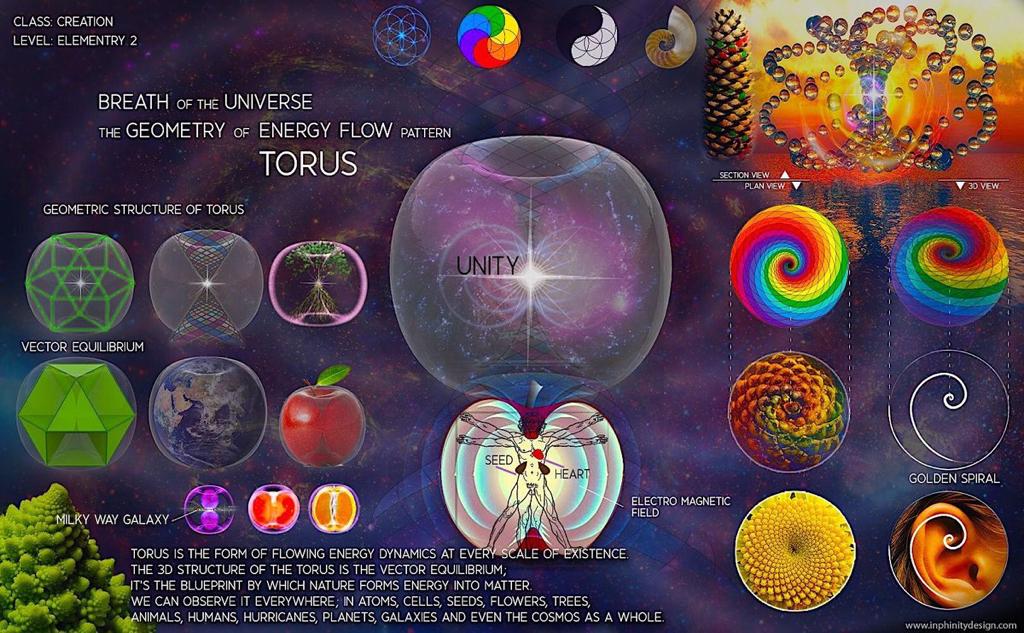 CLASS: CREATION
LEVEL: ELEMENTRY 2
BREATH OF THE UNIVERSE
THE GEOMETRY OF ENERGY FLOW PATTERN
TORUS
SECTION VIEW
PLAN VIEW
3D VIEW
GEOMETRIC STRUCTURE OF TORUS
UNITY
VECTOR EQUILIBRIUM
SEED
HEART
GOLDEN SPIRAL
ELECTRO MAGNETIC
FIELD
MILKY WAY GALAXY
TORUS IS THE FORM OF FLOWING ENERGY DYNAMICS AT EVERY SCALE OF EXISTENCE.
THE 3D STRUCTURE OF THE TORUS IS THE VECTOR EQUILIBRIUM;
IT'S THE BLUEPRINT BY WHICH NATURE FORMS ENERGY INTO MATTER.
WE CAN OBSERVE IT EVERYWHERE; IN ATOMS, CELLS, SEEDS, FLOWERS, TREES,
ANIMALS, HUMANS, HURRICANES, PLANETS, GALAXIES AND EVEN THE COSMOS AS A WHOLE.
www.inphinitydesign.com